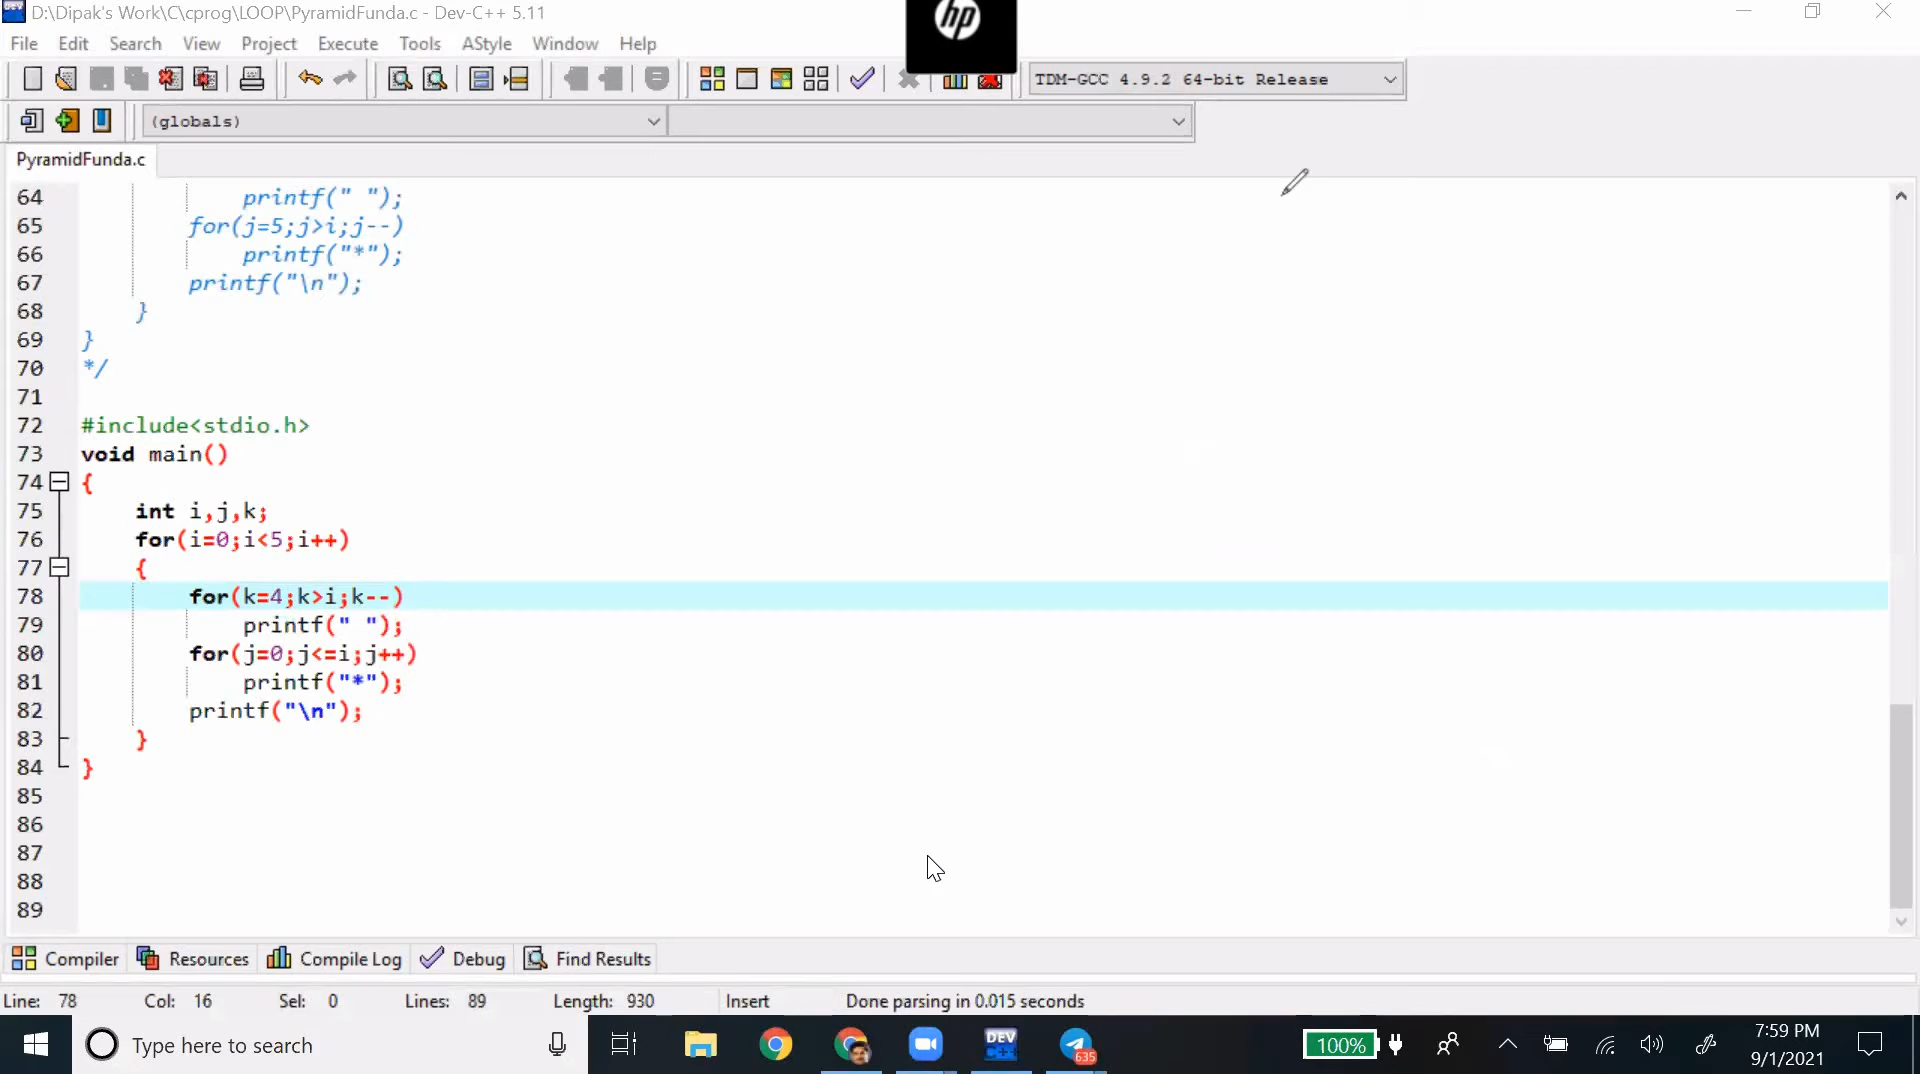 D:\Dipak's Work\C\cprog\LOOP\PyramidFunda.c - Dev-C++ 5.11
hp
File Edit Search View Project Execute Tools AStyle Window Help
TDM-GCC 4.9.2 64-bit Release
(globals)
PyramidFunda.c
64 printf(" ");
65 for(j=5;j>i;j--)
66 printf("*");
67 printf("\n");
68 }
69 }
70 */
71
72 #include<stdio.h>
73 void main()
74 {
75 int i,j,k;
76 for(i=0;i<5;i++)
77 {
78 for(k=4;k>i;k--)
79 printf(" ");
80 for(j=0;j<=i;j++)
81 printf("*");
82 printf("\n");
83 }
84 }
85
86
87
88
89
Compiler Resources Compile Log Debug Find Results
Line: 78 Col: 16 Sel: 0 Lines: 89 Length: 930 Insert Done parsing in 0.015 seconds
Type here to search DEV C++ 635 100% 7:59 PM
9/1/2021